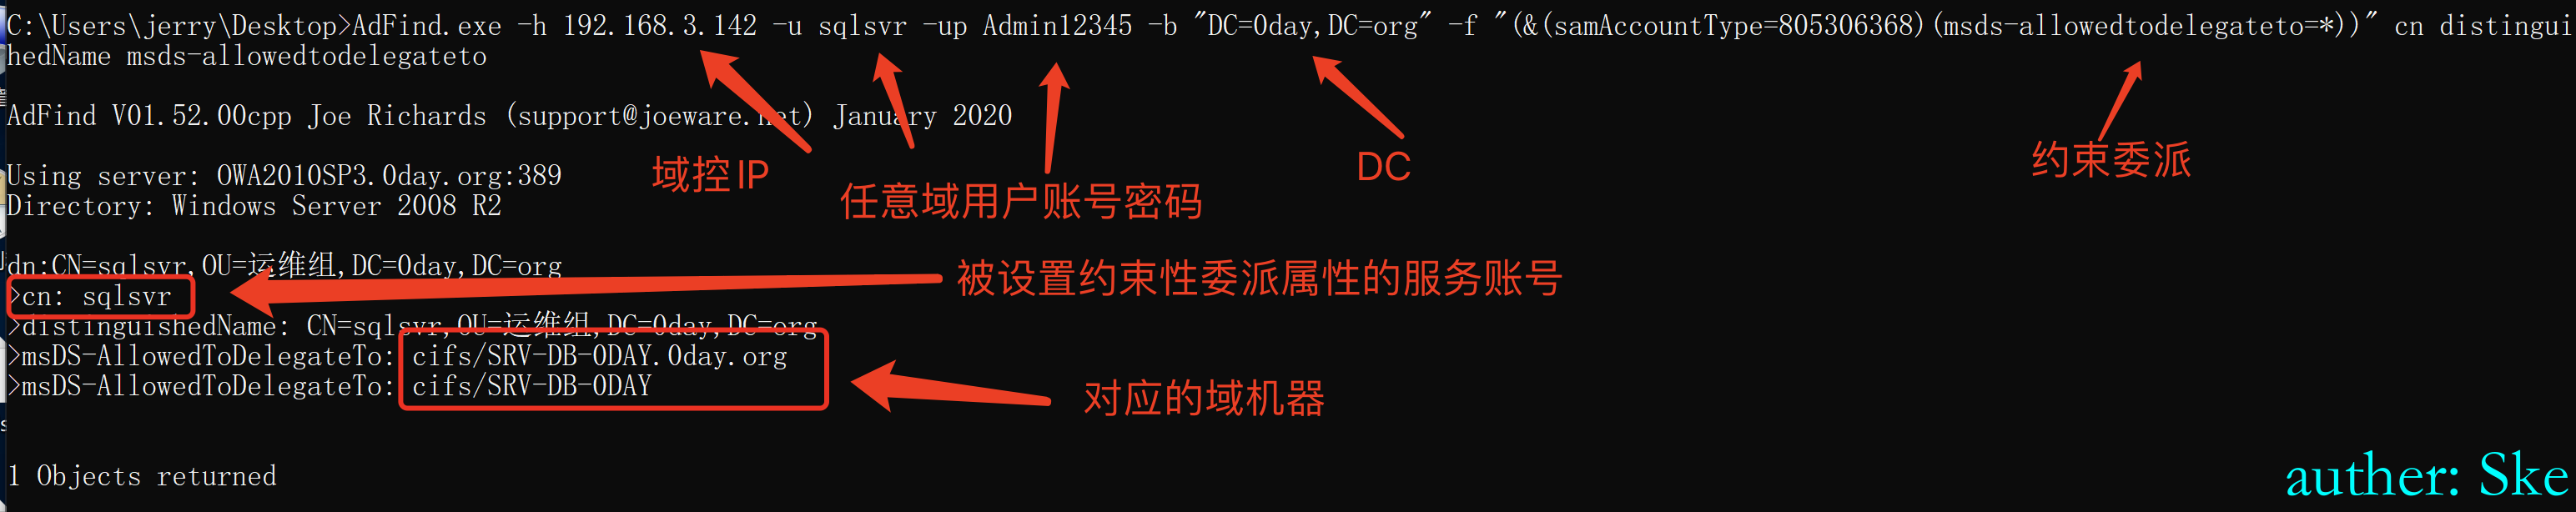 C:\Users\jerry\Desktop>AdFind.exe -h 192.168.3.142 -u sqlsvr -up Admin12345 -b "DC=0day,DC=org" -f "(&(samAccountType=805306368)(msds-allowedtodelegateto=*))" cn distingui
hedName msds-allowedtodelegateto
AdFind V01.52.00cpp Joe Richards (support@joeware.net) January 2020
域控IP
任意域用户账号密码
DC
约束委派
Using server: OWA2010SP3.0day.org:389
Directory: Windows Server 2008 R2
dn:CN=sqlsvr,OU=运维组,DC=0day,DC=org
>cn: sqlsvr
被设置约束性委派属性的服务账号
>distinguishedName: CN=sqlsvr,OU=运维组,DC=0day,DC=org
>msDS-AllowedToDelegateTo: cifs/SRV-DB-0DAY.0day.org
>msDS-AllowedToDelegateTo: cifs/SRV-DB-0DAY
对应的域机器
1 Objects returned
auther: Ske